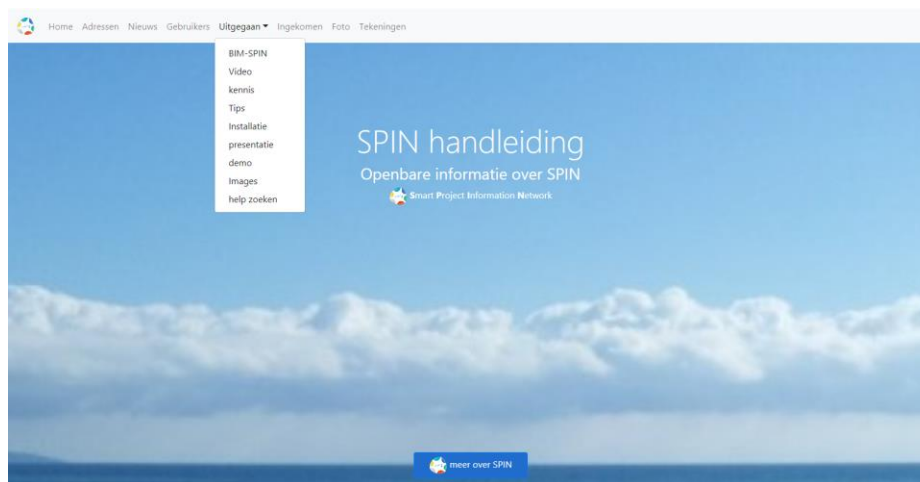 Home Adressen Nieuws Gebruikers Uitgegaan Ingekomen Foto Tekeningen
BIM-SPIN
Video
kennis
Tips
Installatie
presentatie
demo
Images
help zoeken
SPIN handleiding
Openbare informatie over SPIN
Smart Project Information Network
meer over SPIN